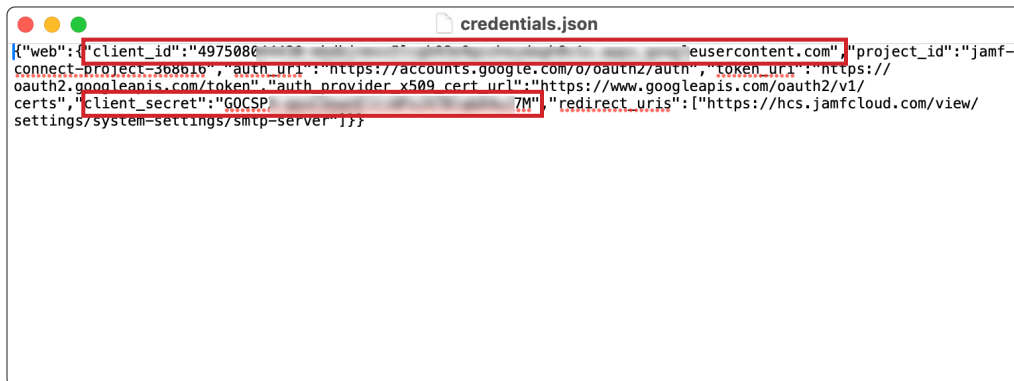 credentials.json
{"web":{"client_id":"4975080 eusercontent.com","project_id":"jamf-
connect-project-368616","auth_uri":"https://accounts.google.com/o/oauth2/auth","token_uri":"https://
oauth2.googleapis.com/token","auth_provider_x509_cert_url":"https://www.googleapis.com/oauth2/v1/
certs","client_secret":"GOCSP 7M","redirect_uris":["https://hcs.jamfcloud.com/view/
settings/system-settings/smtp-server"]}}